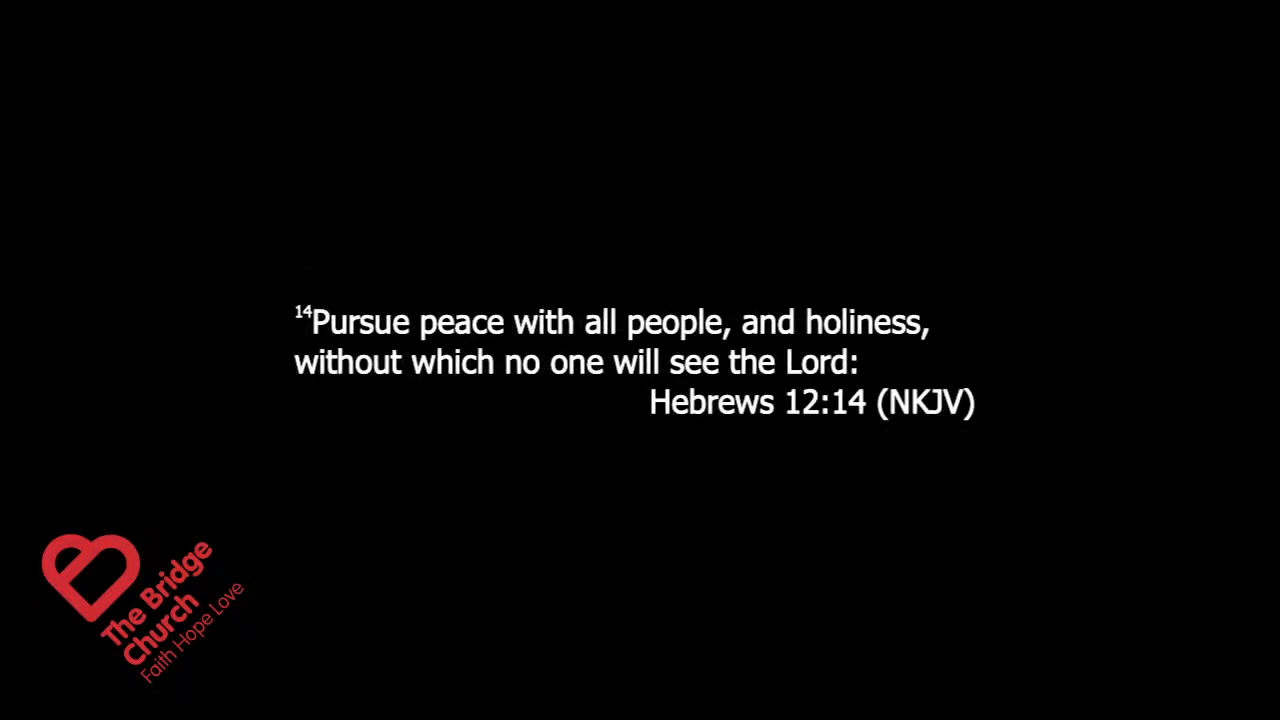 ¹⁴Pursue peace with all people, and holiness,
without which no one will see the Lord:
Hebrews 12:14 (NKJV)
The Bridge
Church
Faith Hope Love